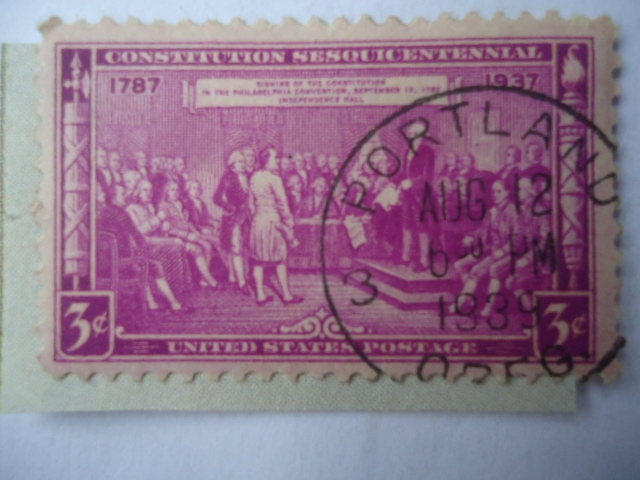 CONSTITUTION SESQUICENTENNIAL
1787 1937
SIGNING OF THE CONSTITUTION
IN THE PHILADELPHIA CONVENTION, SEPTEMBER 17, 1787
INDEPENDENCE HALL
PORTLAND
AUG 12
PM
1939
3
OREG.
3¢ 3¢
UNITED STATES POSTAGE